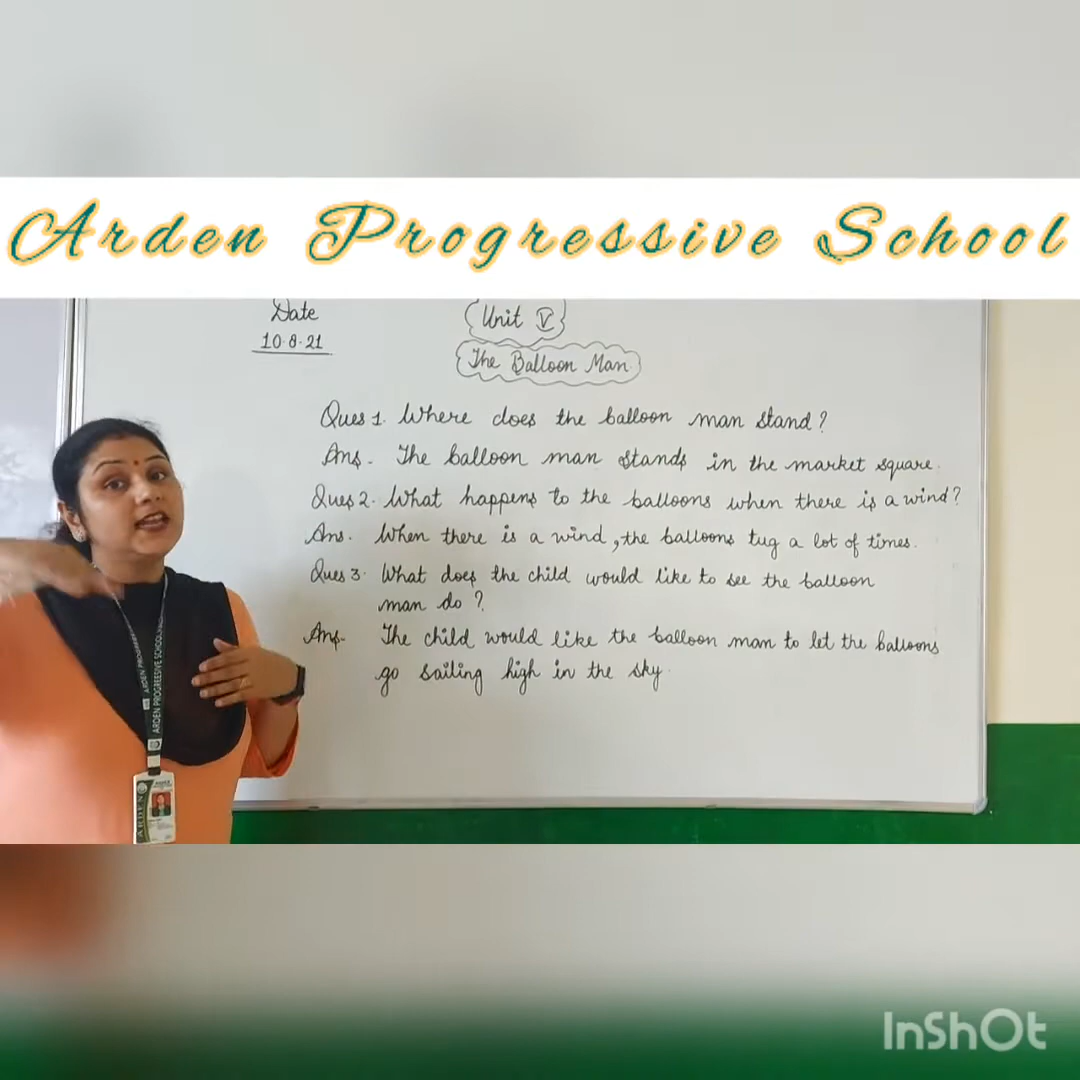 Arden Progressive School
Date
10.8.21
Unit V
The Balloon Man
Ques 1. Where does the balloon man stand?
Ans. The balloon man stands in the market square.
Ques 2. What happens to the balloons when there is a wind?
Ans. When there is a wind, the balloons tug a lot of times.
Ques 3. What does the child would like to see the balloon
man do?
Ans. The child would like the balloon man to let the balloons
go sailing high in the sky.
ARDEN PROGREESIVE SCHOOL
ARDEN
InShOt